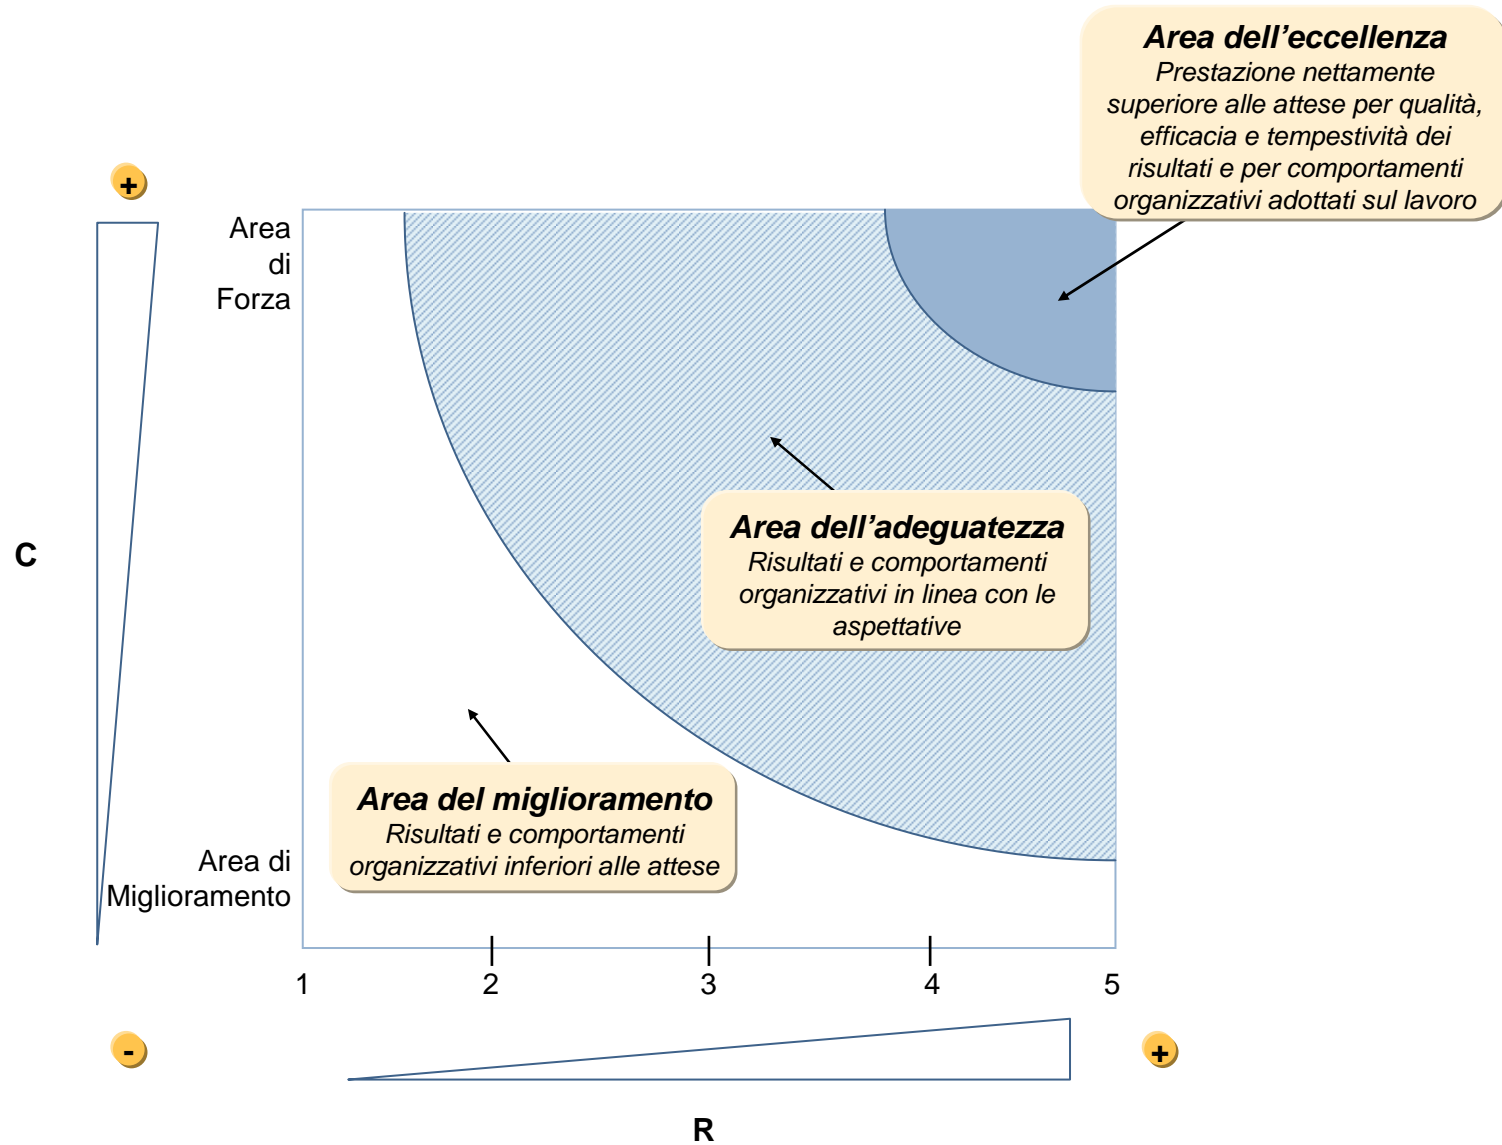 Area dell’eccellenza
Prestazione nettamente
superiore alle attese per qualità,
efficacia e tempestività dei
risultati e per comportamenti
organizzativi adottati sul lavoro
+
Area
di
Forza
C
Area dell’adeguatezza
Risultati e comportamenti
organizzativi in linea con le
aspettative
Area del miglioramento
Risultati e comportamenti
organizzativi inferiori alle attese
Area di
Miglioramento
1 2 3 4 5
- +
R